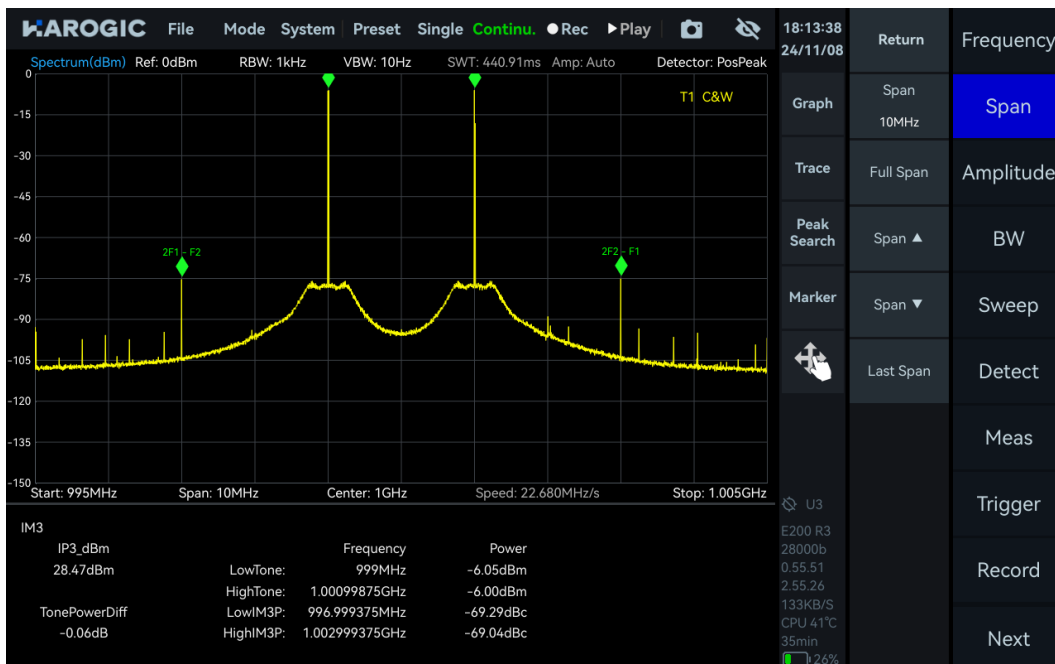 HAROGIC File Mode System Preset Single Continu. Rec Play
18:13:38
24/11/08
Spectrum(dBm) Ref: 0dBm RBW: 1kHz VBW: 10Hz SWT: 440.91ms Amp: Auto Detector: PosPeak
T1 C&W
0
-15
-30
-45
-60
-75
-90
-105
-120
-135
-150
2F1 - F2
2F2 - F1
Start: 995MHz Span: 10MHz Center: 1GHz Speed: 22.680MHz/s Stop: 1.005GHz
IM3
IP3_dBm Frequency Power
28.47dBm LowTone: 999MHz -6.05dBm
HighTone: 1.00099875GHz -6.00dBm
TonePowerDiff LowIM3P: 996.999375MHz -69.29dBc
-0.06dB HighIM3P: 1.002999375GHz -69.04dBc
Graph
Trace
Peak
Search
Marker
U3
E200 R3
28000b
0.55.51
2.55.26
133KB/S
CPU 41℃
35min
26%
Return
Span
10MHz
Full Span
Span ▲
Span ▼
Last Span
Frequency
Span
Amplitude
BW
Sweep
Detect
Meas
Trigger
Record
Next